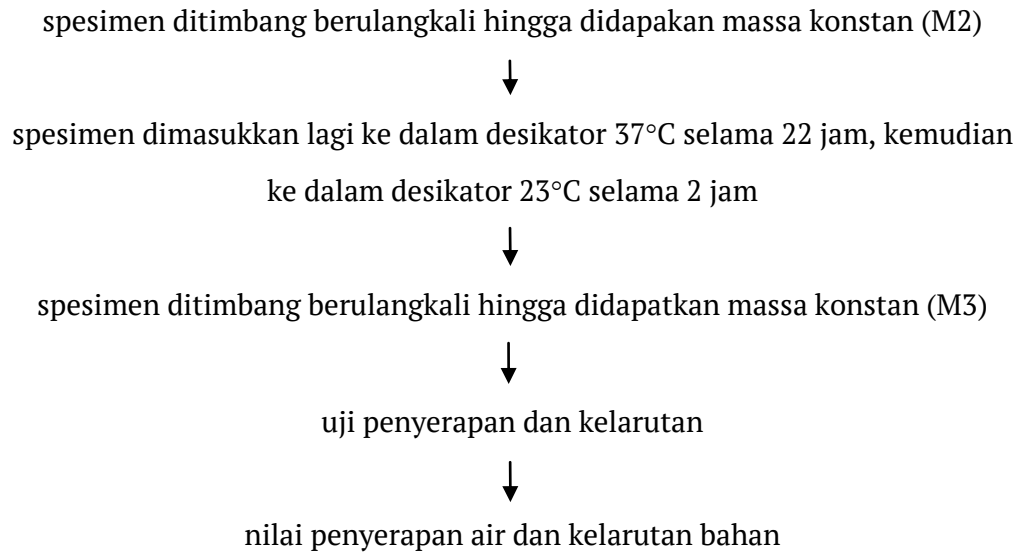 spesimen ditimbang berulangkali hingga didapakan massa konstan (M2)
spesimen dimasukkan lagi ke dalam desikator 37°C selama 22 jam, kemudian
ke dalam desikator 23°C selama 2 jam
spesimen ditimbang berulangkali hingga didapatkan massa konstan (M3)
uji penyerapan dan kelarutan
nilai penyerapan air dan kelarutan bahan